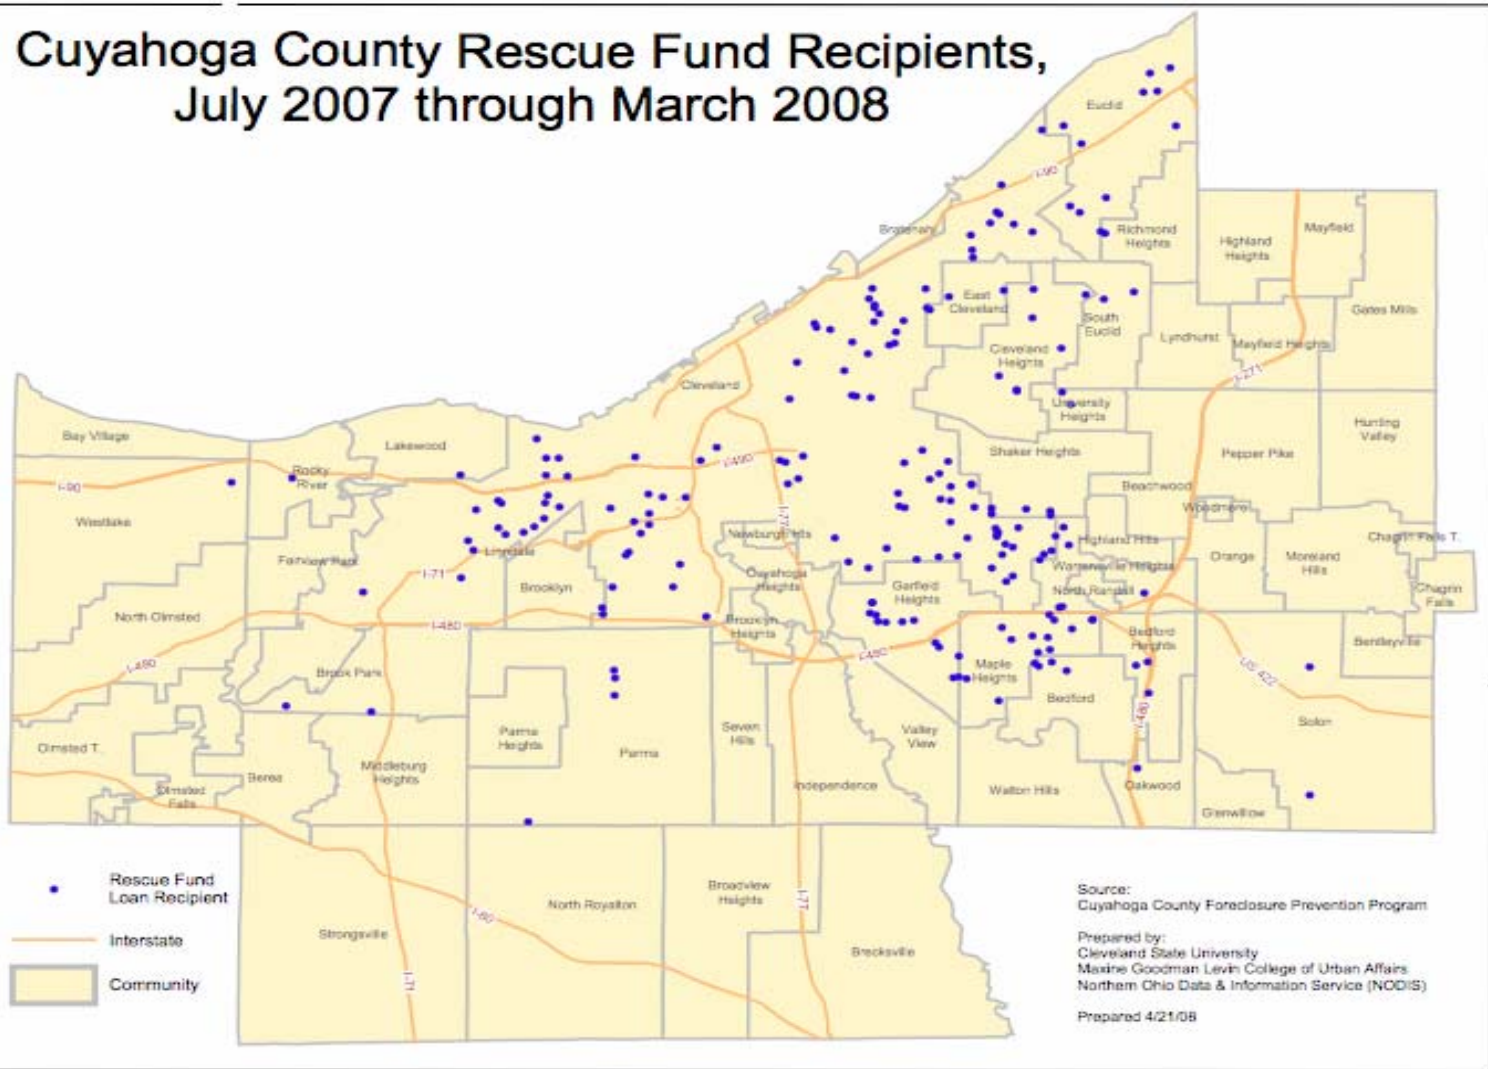 Cuyahoga County Rescue Fund Recipients,
July 2007 through March 2008
Euclid
I-90
Bratenahl
Richmond
Heights
Highland
Heights
Mayfield
East
Cleveland
South
Euclid
Gates Mills
Lyndhurst
Mayfield Heights
Cleveland
Heights
I-271
Cleveland
University
Heights
Hunting
Valley
Bay Village
Lakewood
Shaker Heights
Pepper Pike
I-490
Rocky
River
I-90
Beachwood
Woodmere
Westlake
I-77
Newburgh Hts
Highland Hills
Chagrin Falls T.
Linndale
Fairview Park
Orange
Moreland
Hills
Warrensville Heights
I-71
Cuyahoga
Heights
Brooklyn
Garfield
Heights
North Randall
Chagrin
Falls
North Olmsted
I-480
Brooklyn
Heights
Bedford
Heights
Bentleyville
I-480
I-480
Brook Park
Maple
Heights
US 422
Bedford
I-480
Solon
Olmsted T.
Parma
Heights
Parma
Seven
Hills
Valley
View
Berea
Middleburg
Heights
Olmsted
Falls
Independence
Walton Hills
Oakwood
Glenwillow
Rescue Fund
Loan Recipient
Interstate
Community
Strongsville
I-71
I-80
North Royalton
Broadview
Heights
I-77
Brecksville
Source:
Cuyahoga County Foreclosure Prevention Program
Prepared by:
Cleveland State University
Maxine Goodman Levin College of Urban Affairs
Northern Ohio Data & Information Service (NODIS)
Prepared 4/21/08